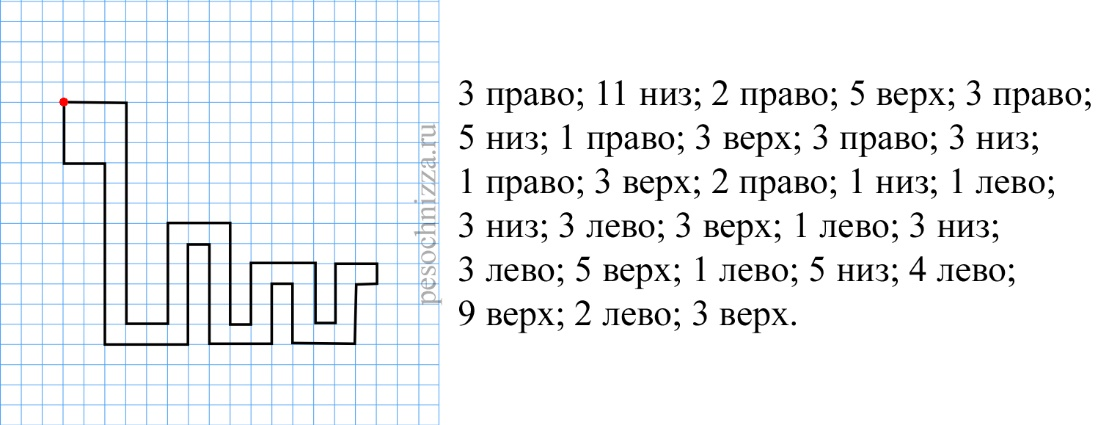 3 право; 11 низ; 2 право; 5 верх; 3 право;
5 низ; 1 право; 3 верх; 3 право; 3 низ;
1 право; 3 верх; 2 право; 1 низ; 1 лево;
3 низ; 3 лево; 3 верх; 1 лево; 3 низ;
3 лево; 5 верх; 1 лево; 5 низ; 4 лево;
9 верх; 2 лево; 3 верх.
pesochnizza.ru